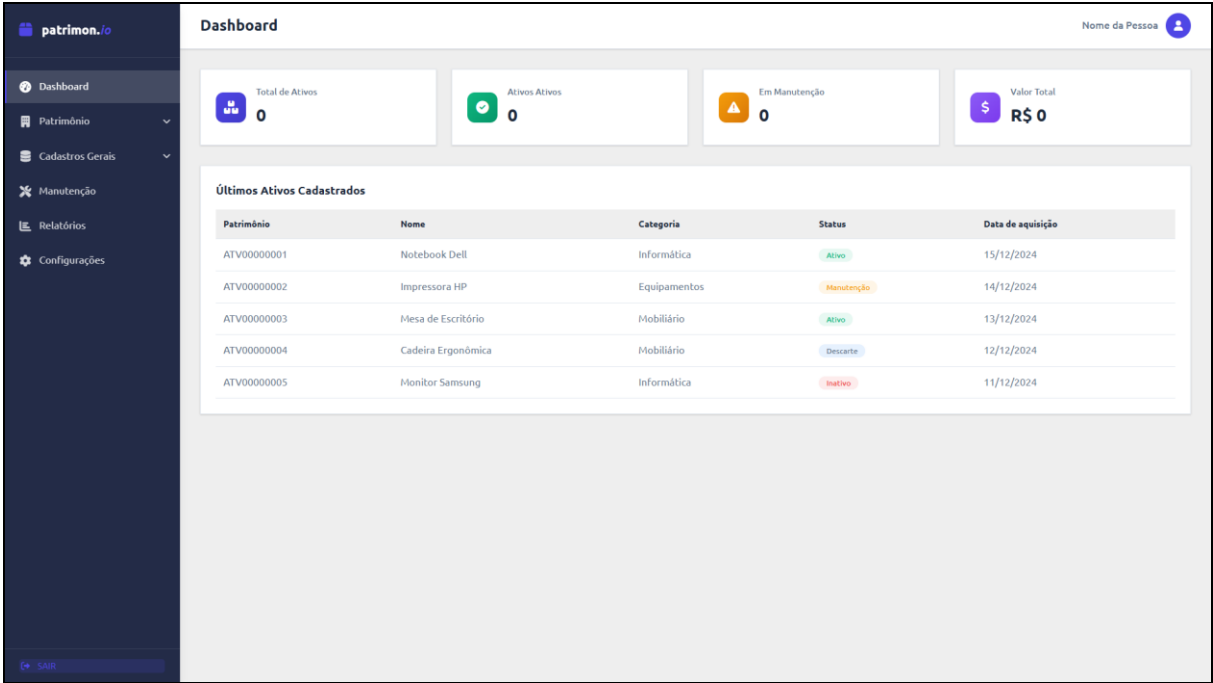 patrimon.io
Dashboard
Nome da Pessoa
Dashboard
Patrimônio
Cadastros Gerais
Manutenção
Relatórios
Configurações
SAIR
Total de Ativos
0
Ativos Ativos
0
Em Manutenção
0
Valor Total
R$ 0
Últimos Ativos Cadastrados
Patrimônio Nome Categoria Status Data de aquisição
ATV00000001 Notebook Dell Informática Ativo 15/12/2024
ATV00000002 Impressora HP Equipamentos Manutenção 14/12/2024
ATV00000003 Mesa de Escritório Mobiliário Ativo 13/12/2024
ATV00000004 Cadeira Ergonômica Mobiliário Descarte 12/12/2024
ATV00000005 Monitor Samsung Informática Inativo 11/12/2024